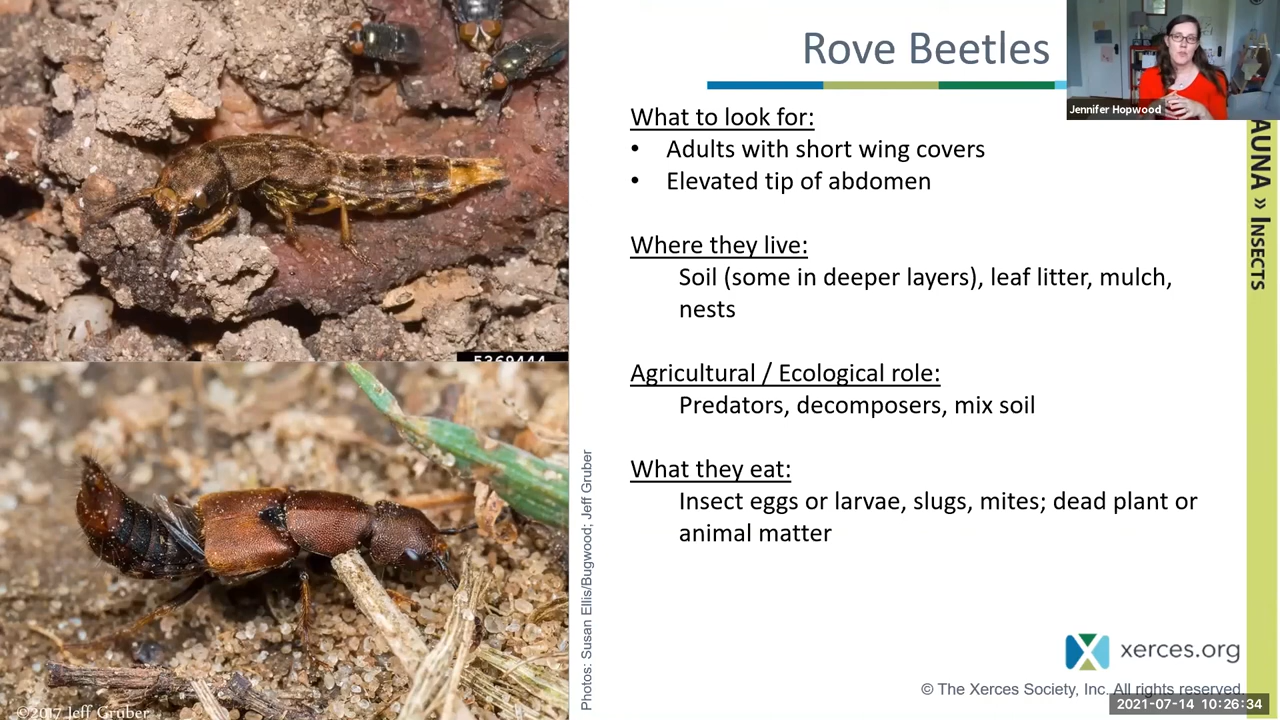 Rove Beetles
Jennifer Hopwood
What to look for:
• Adults with short wing covers
• Elevated tip of abdomen
Where they live:
Soil (some in deeper layers), leaf litter, mulch,
nests
Agricultural / Ecological role:
Predators, decomposers, mix soil
What they eat:
Insect eggs or larvae, slugs, mites; dead plant or
animal matter
AUNA » INSECTS
5369444
Photos: Susan Ellis/Bugwood; Jeff Gruber
©2017 Jeff Gruber
xerces.org
© The Xerces Society, Inc. All rights reserved.
2021-07-14 10:26:34